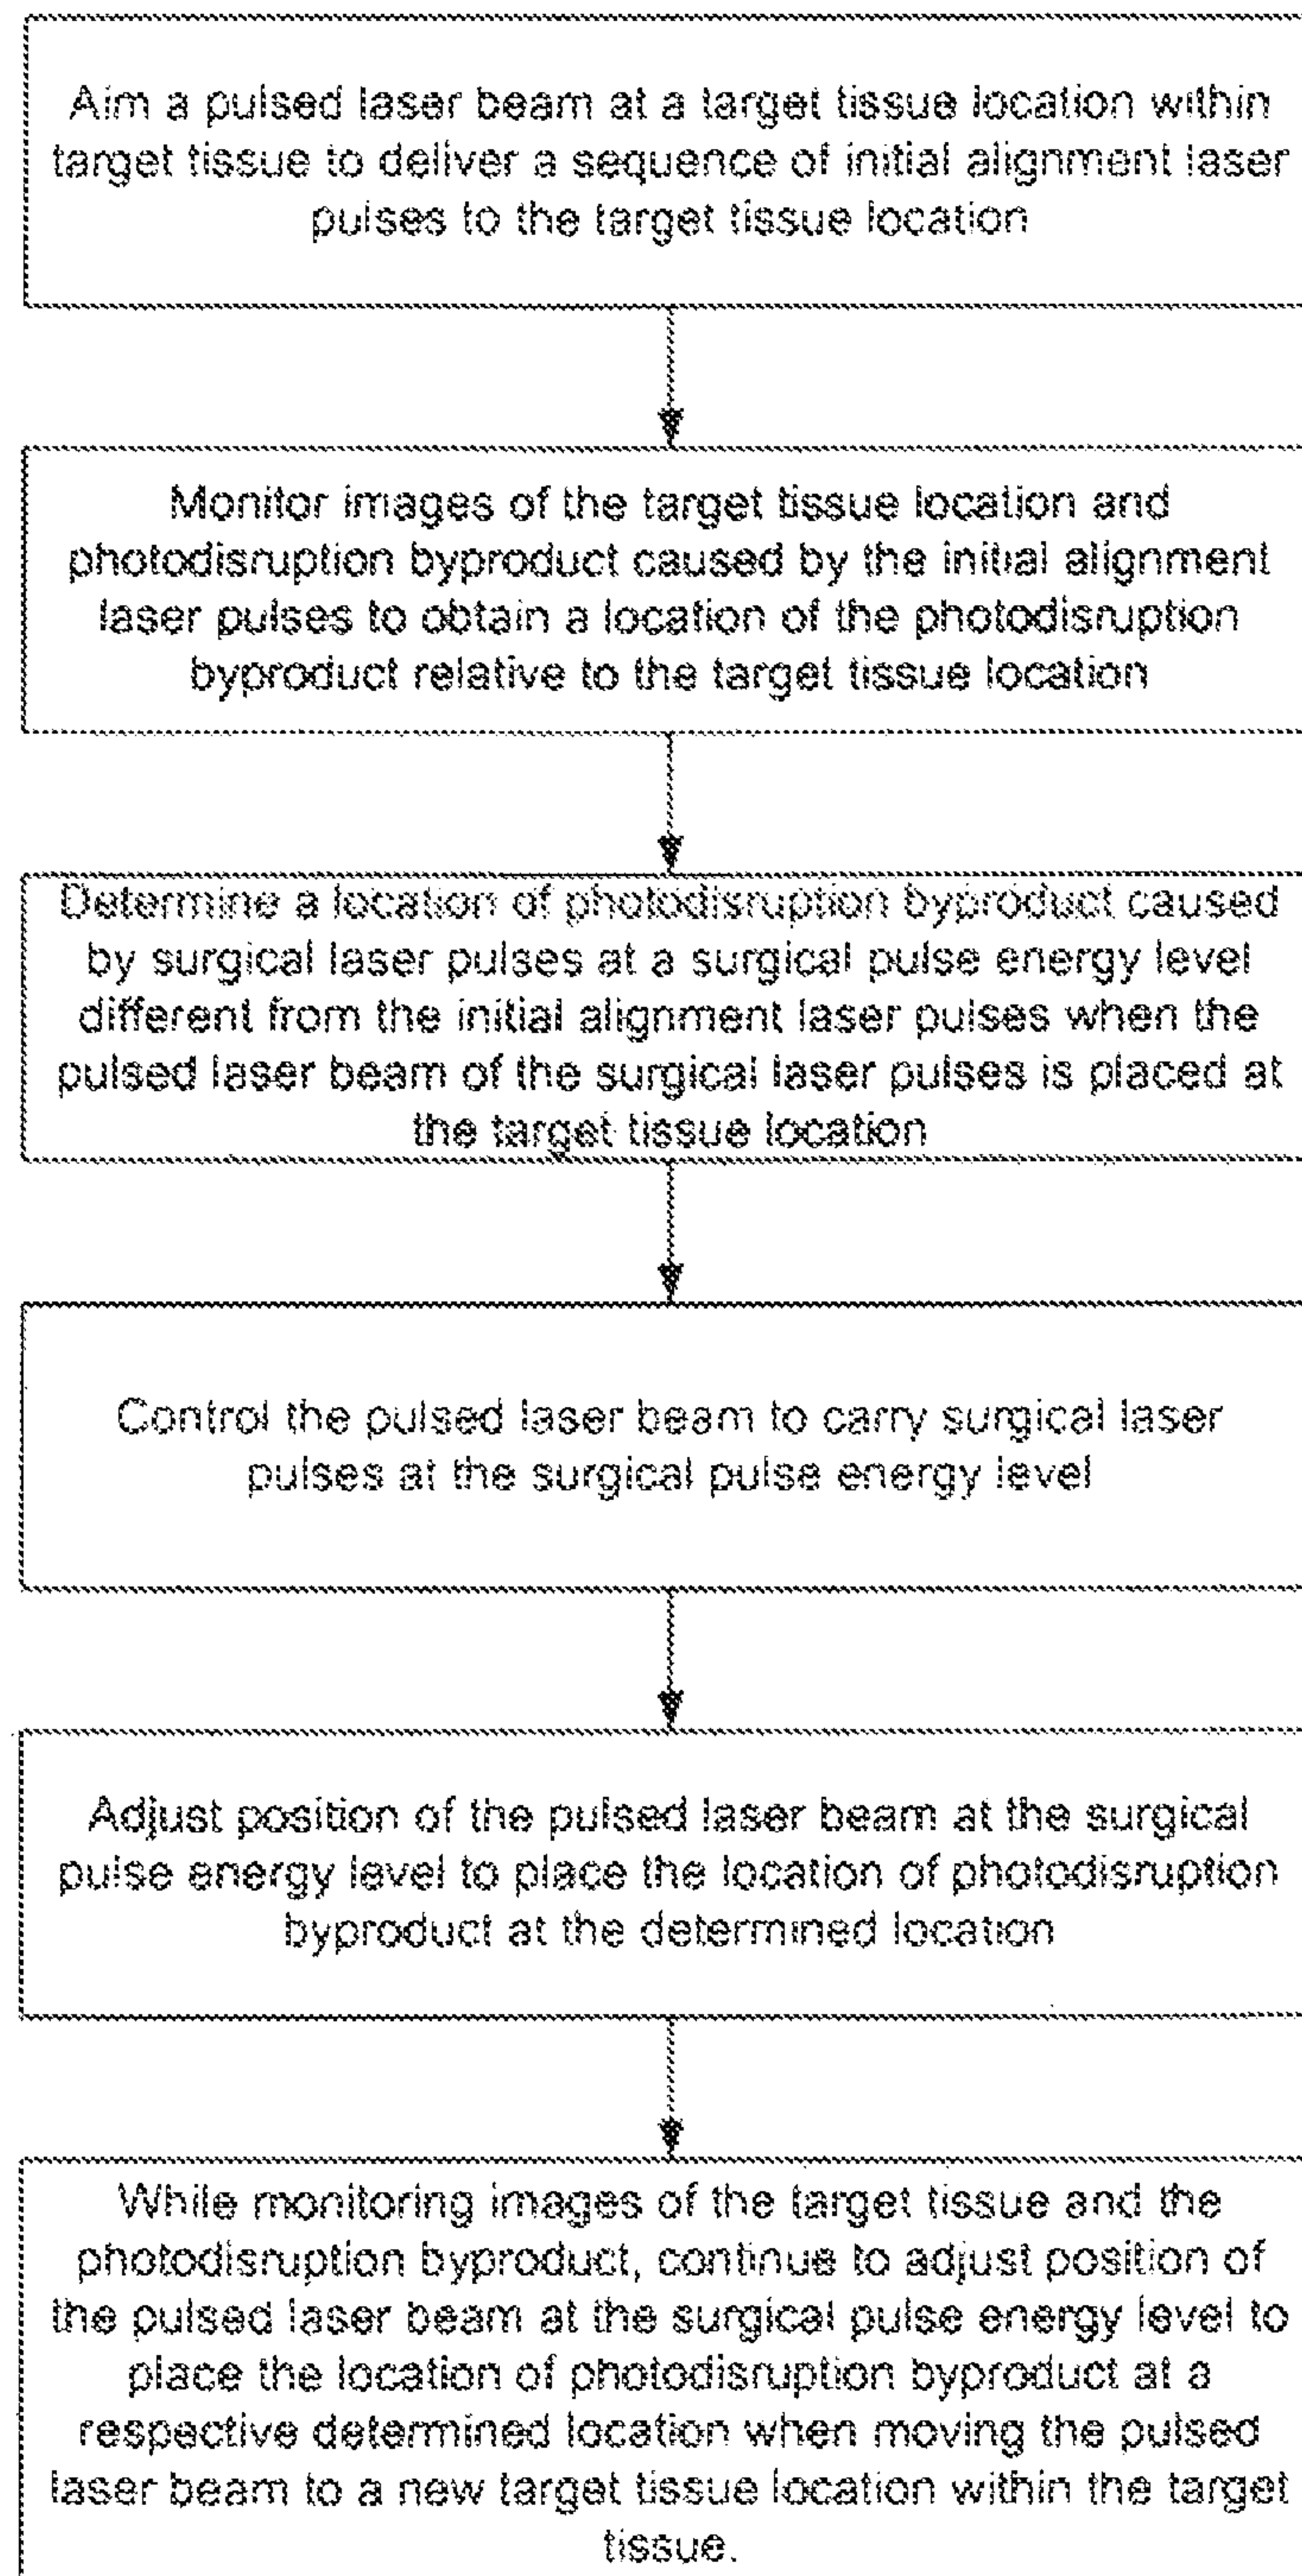 Aim a pulsed laser beam at a target tissue location within
target tissue to deliver a sequence of initial alignment laser
pulses to the target tissue location
Monitor images of the target tissue location and
photodisruption byproduct caused by the initial alignment
laser pulses to obtain a location of the photodisruption
byproduct relative to the target tissue location
Determine a location of photodisruption byproduct caused
by surgical laser pulses at a surgical pulse energy level
different from the initial alignment laser pulses when the
pulsed laser beam of the surgical laser pulses is placed at
the target tissue location
Control the pulsed laser beam to carry surgical laser
pulses at the surgical pulse energy level
Adjust position of the pulsed laser beam at the surgical
pulse energy level to place the location of photodisruption
byproduct at the determined location
While monitoring images of the target tissue and the
photodisruption byproduct, continue to adjust position of
the pulsed laser beam at the surgical pulse energy level to
place the location of photodisruption byproduct at a
respective determined location when moving the pulsed
laser beam to a new target tissue location within the target
tissue.